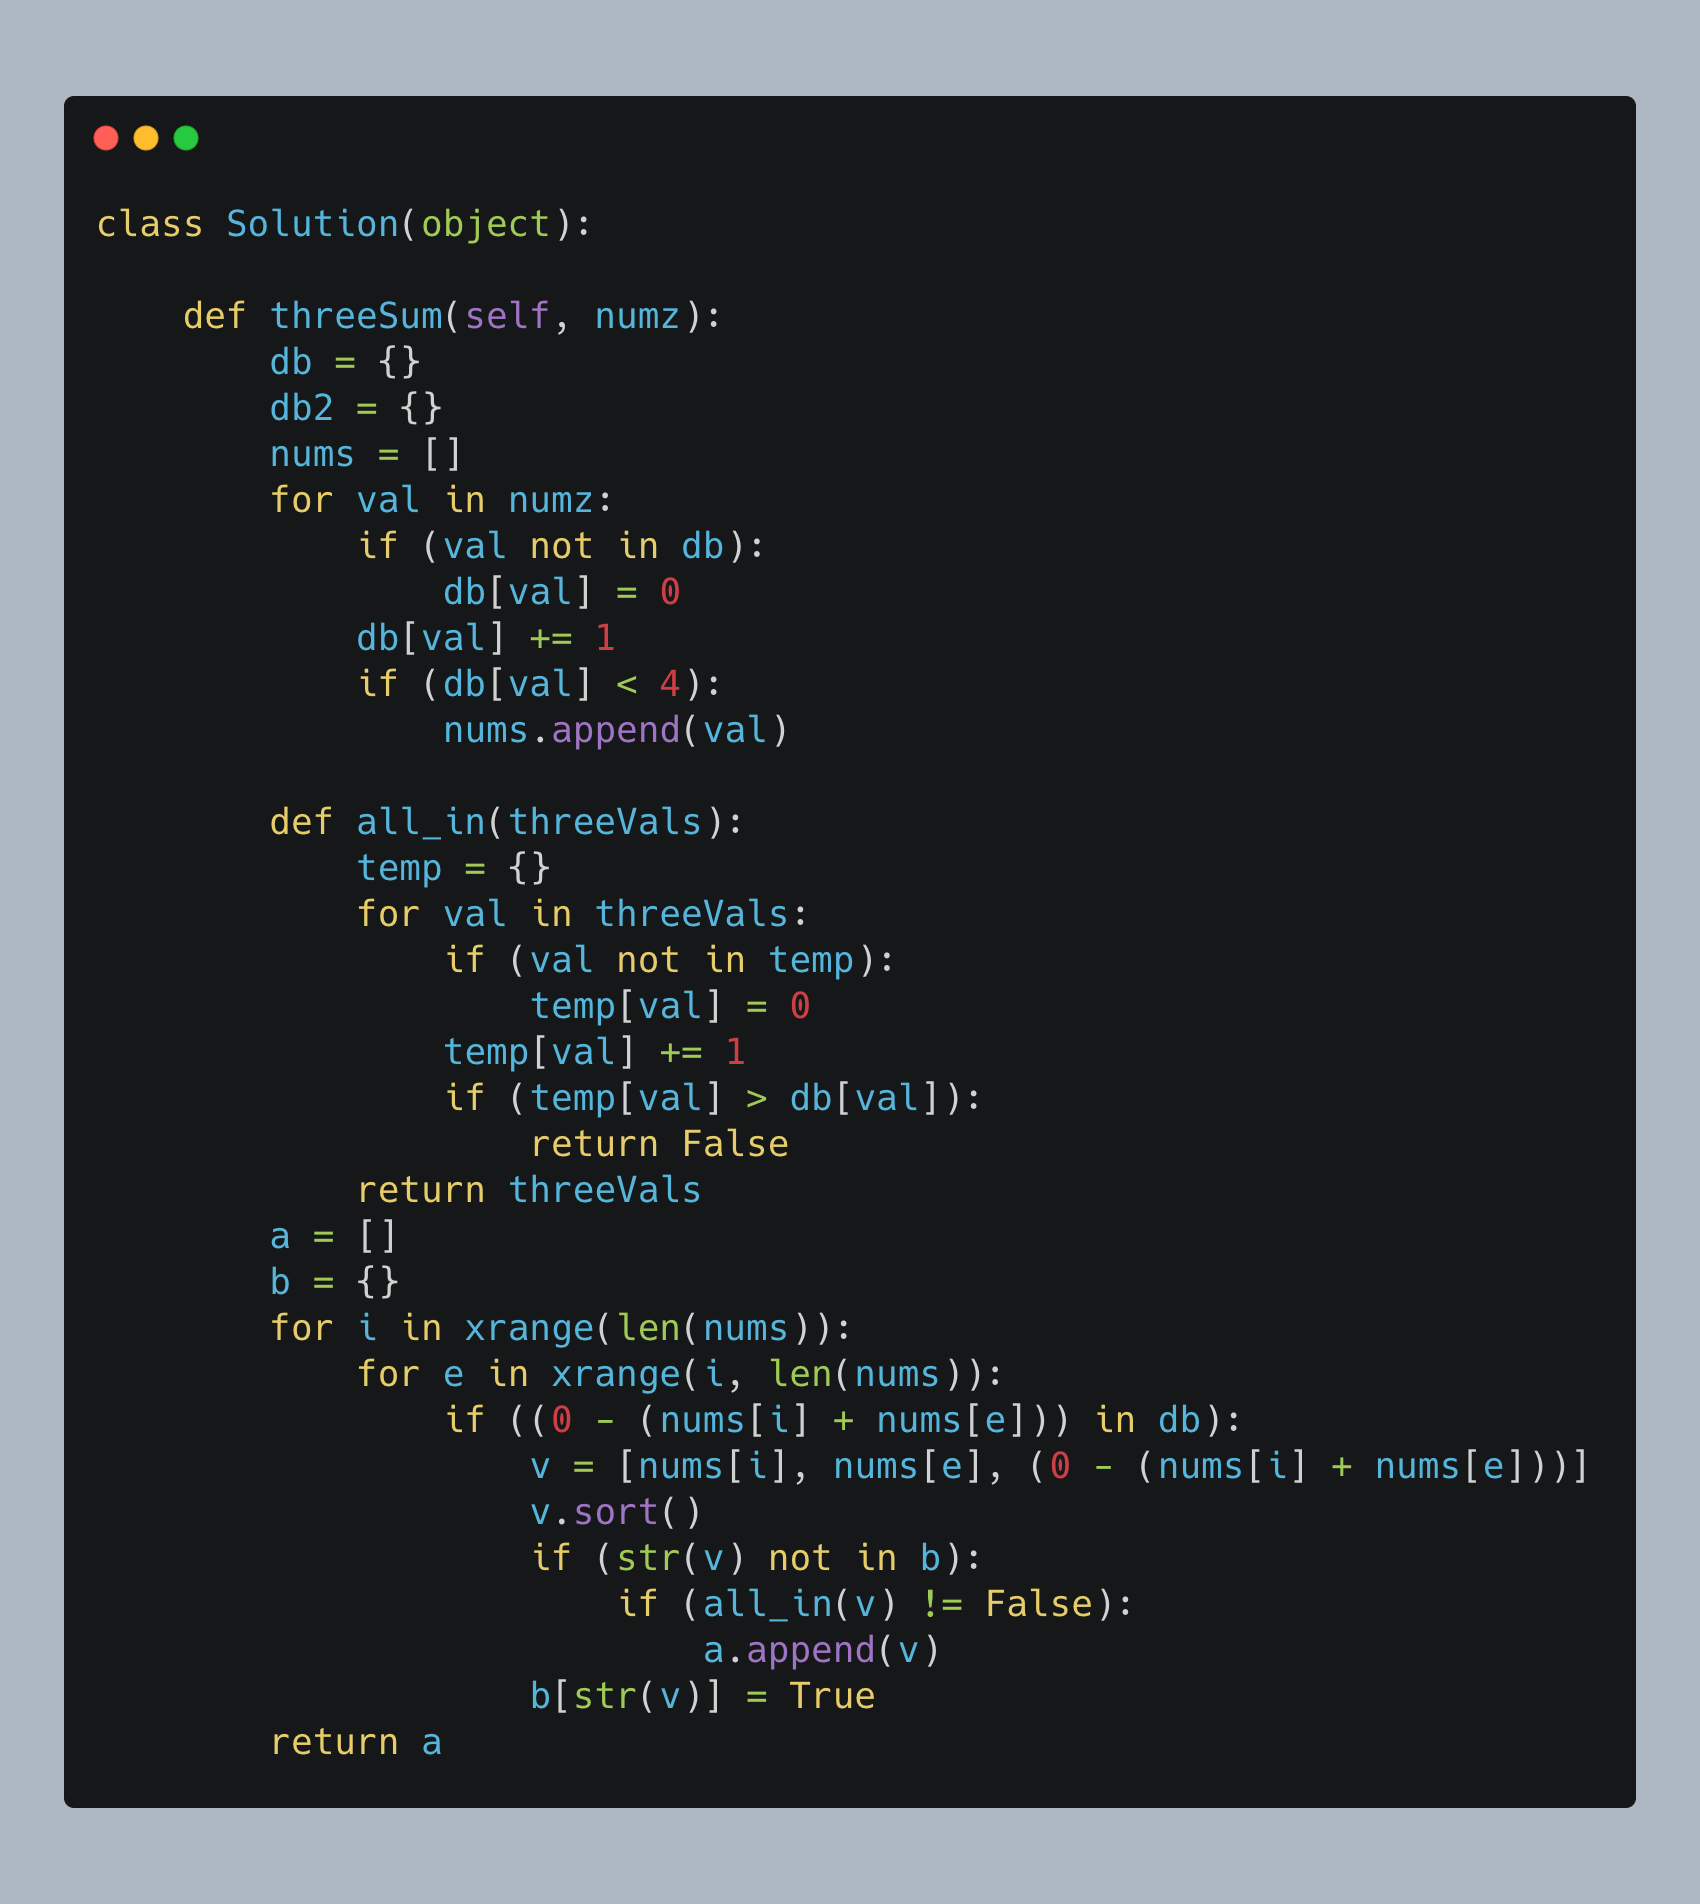 class Solution(object):

    def threeSum(self, numz):
        db = {}
        db2 = {}
        nums = []
        for val in numz:
            if (val not in db):
                db[val] = 0
            db[val] += 1
            if (db[val] < 4):
                nums.append(val)

        def all_in(threeVals):
            temp = {}
            for val in threeVals:
                if (val not in temp):
                    temp[val] = 0
                temp[val] += 1
                if (temp[val] > db[val]):
                    return False
            return threeVals
        a = []
        b = {}
        for i in xrange(len(nums)):
            for e in xrange(i, len(nums)):
                if ((0 - (nums[i] + nums[e])) in db):
                    v = [nums[i], nums[e], (0 - (nums[i] + nums[e]))]
                    v.sort()
                    if (str(v) not in b):
                        if (all_in(v) != False):
                            a.append(v)
                    b[str(v)] = True
        return a